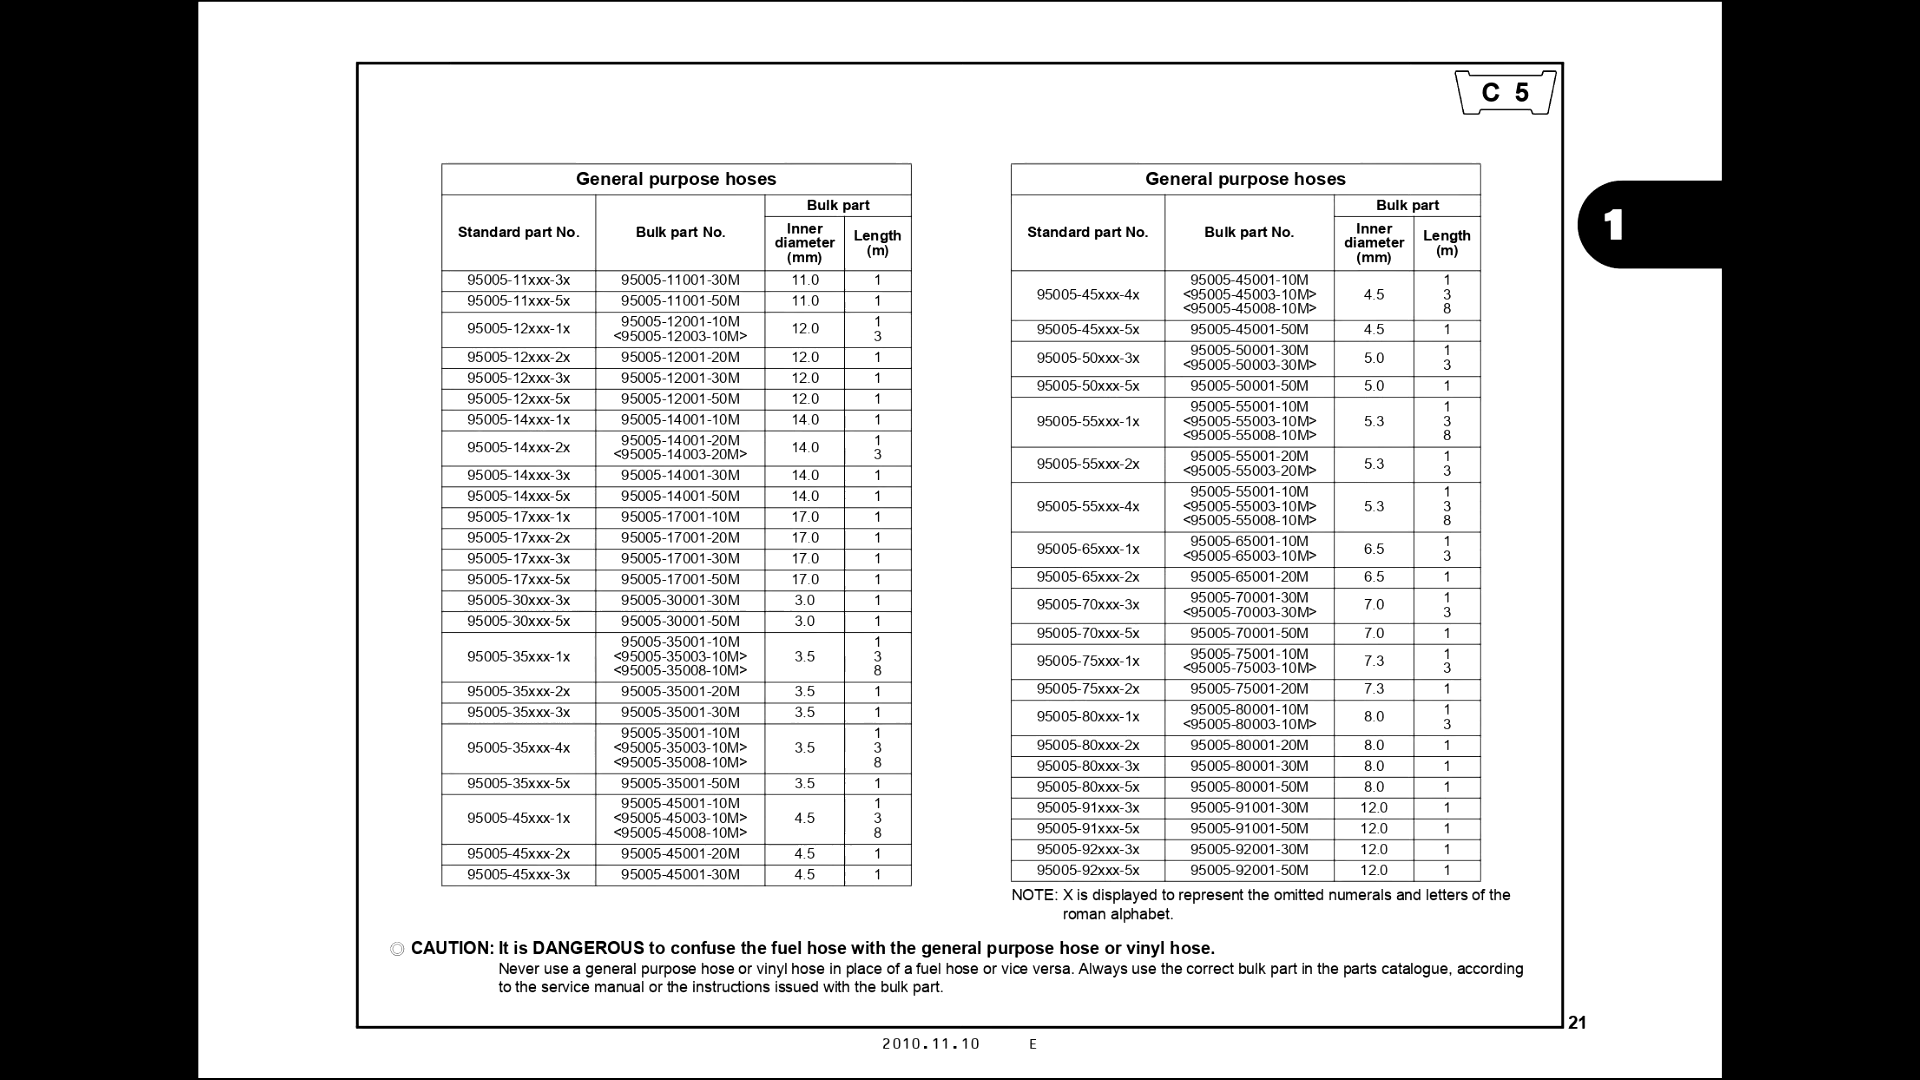 C 5
General purpose hoses
Standard part No. Bulk part No. Bulk part
Inner diameter (mm) Length (m)
95005-11xxx-3x 95005-11001-30M 11.0 1
95005-11xxx-5x 95005-11001-50M 11.0 1
95005-12xxx-1x 95005-12001-10M 12.0 1
<95005-12003-10M> 3
95005-12xxx-2x 95005-12001-20M 12.0 1
95005-12xxx-3x 95005-12001-30M 12.0 1
95005-12xxx-5x 95005-12001-50M 12.0 1
95005-14xxx-1x 95005-14001-10M 14.0 1
95005-14xxx-2x 95005-14001-20M 14.0 1
<95005-14003-20M> 3
95005-14xxx-3x 95005-14001-30M 14.0 1
95005-14xxx-5x 95005-14001-50M 14.0 1
95005-17xxx-1x 95005-17001-10M 17.0 1
95005-17xxx-2x 95005-17001-20M 17.0 1
95005-17xxx-3x 95005-17001-30M 17.0 1
95005-17xxx-5x 95005-17001-50M 17.0 1
95005-30xxx-3x 95005-30001-30M 3.0 1
95005-30xxx-5x 95005-30001-50M 3.0 1
95005-35xxx-1x 95005-35001-10M 3.5 1
<95005-35003-10M> 3
<95005-35008-10M> 8
95005-35xxx-2x 95005-35001-20M 3.5 1
95005-35xxx-3x 95005-35001-30M 3.5 1
95005-35xxx-4x 95005-35001-10M 3.5 1
<95005-35003-10M> 3
<95005-35008-10M> 8
95005-35xxx-5x 95005-35001-50M 3.5 1
95005-45xxx-1x 95005-45001-10M 4.5 1
<95005-45003-10M> 3
<95005-45008-10M> 8
95005-45xxx-2x 95005-45001-20M 4.5 1
95005-45xxx-3x 95005-45001-30M 4.5 1
General purpose hoses
Standard part No. Bulk part No. Bulk part
Inner diameter (mm) Length (m)
95005-45xxx-4x 95005-45001-10M 4.5 1
<95005-45003-10M> 3
<95005-45008-10M> 8
95005-45xxx-5x 95005-45001-50M 4.5 1
95005-50xxx-3x 95005-50001-30M 5.0 1
<95005-50003-30M> 3
95005-50xxx-5x 95005-50001-50M 5.0 1
95005-55xxx-1x 95005-55001-10M 5.3 1
<95005-55003-10M> 3
<95005-55008-10M> 8
95005-55xxx-2x 95005-55001-20M 5.3 1
<95005-55003-20M> 3
95005-55xxx-4x 95005-55001-10M 5.3 1
<95005-55003-10M> 3
<95005-55008-10M> 8
95005-65xxx-1x 95005-65001-10M 6.5 1
<95005-65003-10M> 3
95005-65xxx-2x 95005-65001-20M 6.5 1
95005-70xxx-3x 95005-70001-30M 7.0 1
<95005-70003-30M> 3
95005-70xxx-5x 95005-70001-50M 7.0 1
95005-75xxx-1x 95005-75001-10M 7.3 1
<95005-75003-10M> 3
95005-75xxx-2x 95005-75001-20M 7.3 1
95005-80xxx-1x 95005-80001-10M 8.0 1
<95005-80003-10M> 3
95005-80xxx-2x 95005-80001-20M 8.0 1
95005-80xxx-3x 95005-80001-30M 8.0 1
95005-80xxx-5x 95005-80001-50M 8.0 1
95005-91xxx-3x 95005-91001-30M 12.0 1
95005-91xxx-5x 95005-91001-50M 12.0 1
95005-92xxx-3x 95005-92001-30M 12.0 1
95005-92xxx-5x 95005-92001-50M 12.0 1
NOTE: X is displayed to represent the omitted numerals and letters of the
roman alphabet.
1
◎ CAUTION: It is DANGEROUS to confuse the fuel hose with the general purpose hose or vinyl hose.
Never use a general purpose hose or vinyl hose in place of a fuel hose or vice versa. Always use the correct bulk part in the parts catalogue, according
to the service manual or the instructions issued with the bulk part.
21
2010.11.10 E